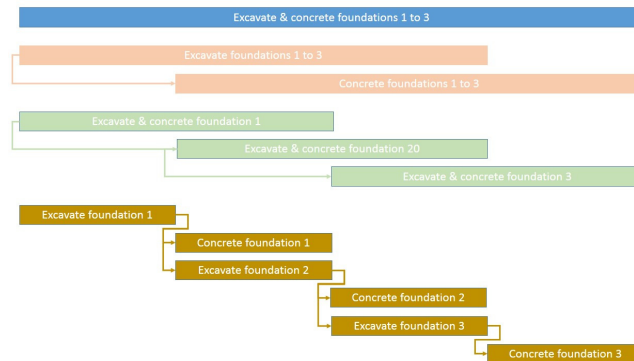 Excavate & concrete foundations 1 to 3
Excavate foundations 1 to 3
Concrete foundations 1 to 3
Excavate & concrete foundation 1
Excavate & concrete foundation 20
Excavate & concrete foundation 3
Excavate foundation 1
Concrete foundation 1
Excavate foundation 2
Concrete foundation 2
Excavate foundation 3
Concrete foundation 3